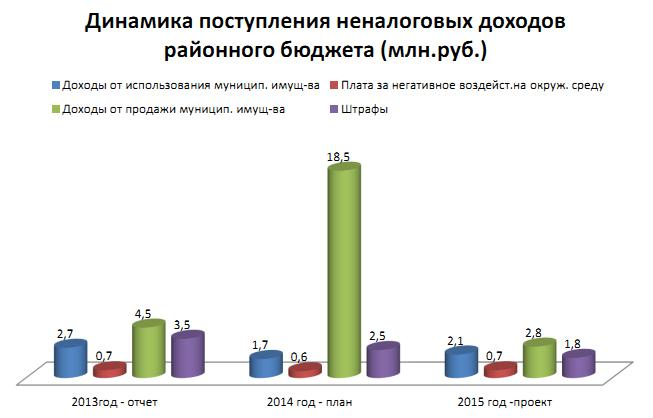 Динамика поступления неналоговых доходов
районного бюджета (млн.руб.)
Доходы от использования муницип. имущ-ва Плата за негативное воздейст.на окруж. среду
Доходы от продажи муницип. имущ-ва Штрафы
2,7 0,7 4,5 3,5 1,7 0,6 18,5 2,5 2,1 0,7 2,8 1,8
2013год - отчет 2014 год - план 2015 год -проект